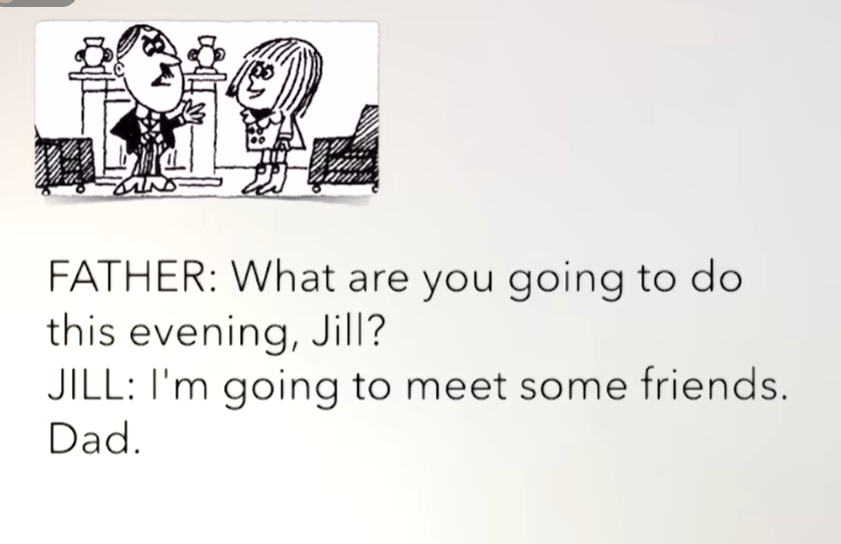 FATHER: What are you going to do
this evening, Jill?
JILL: I'm going to meet some friends.
Dad.